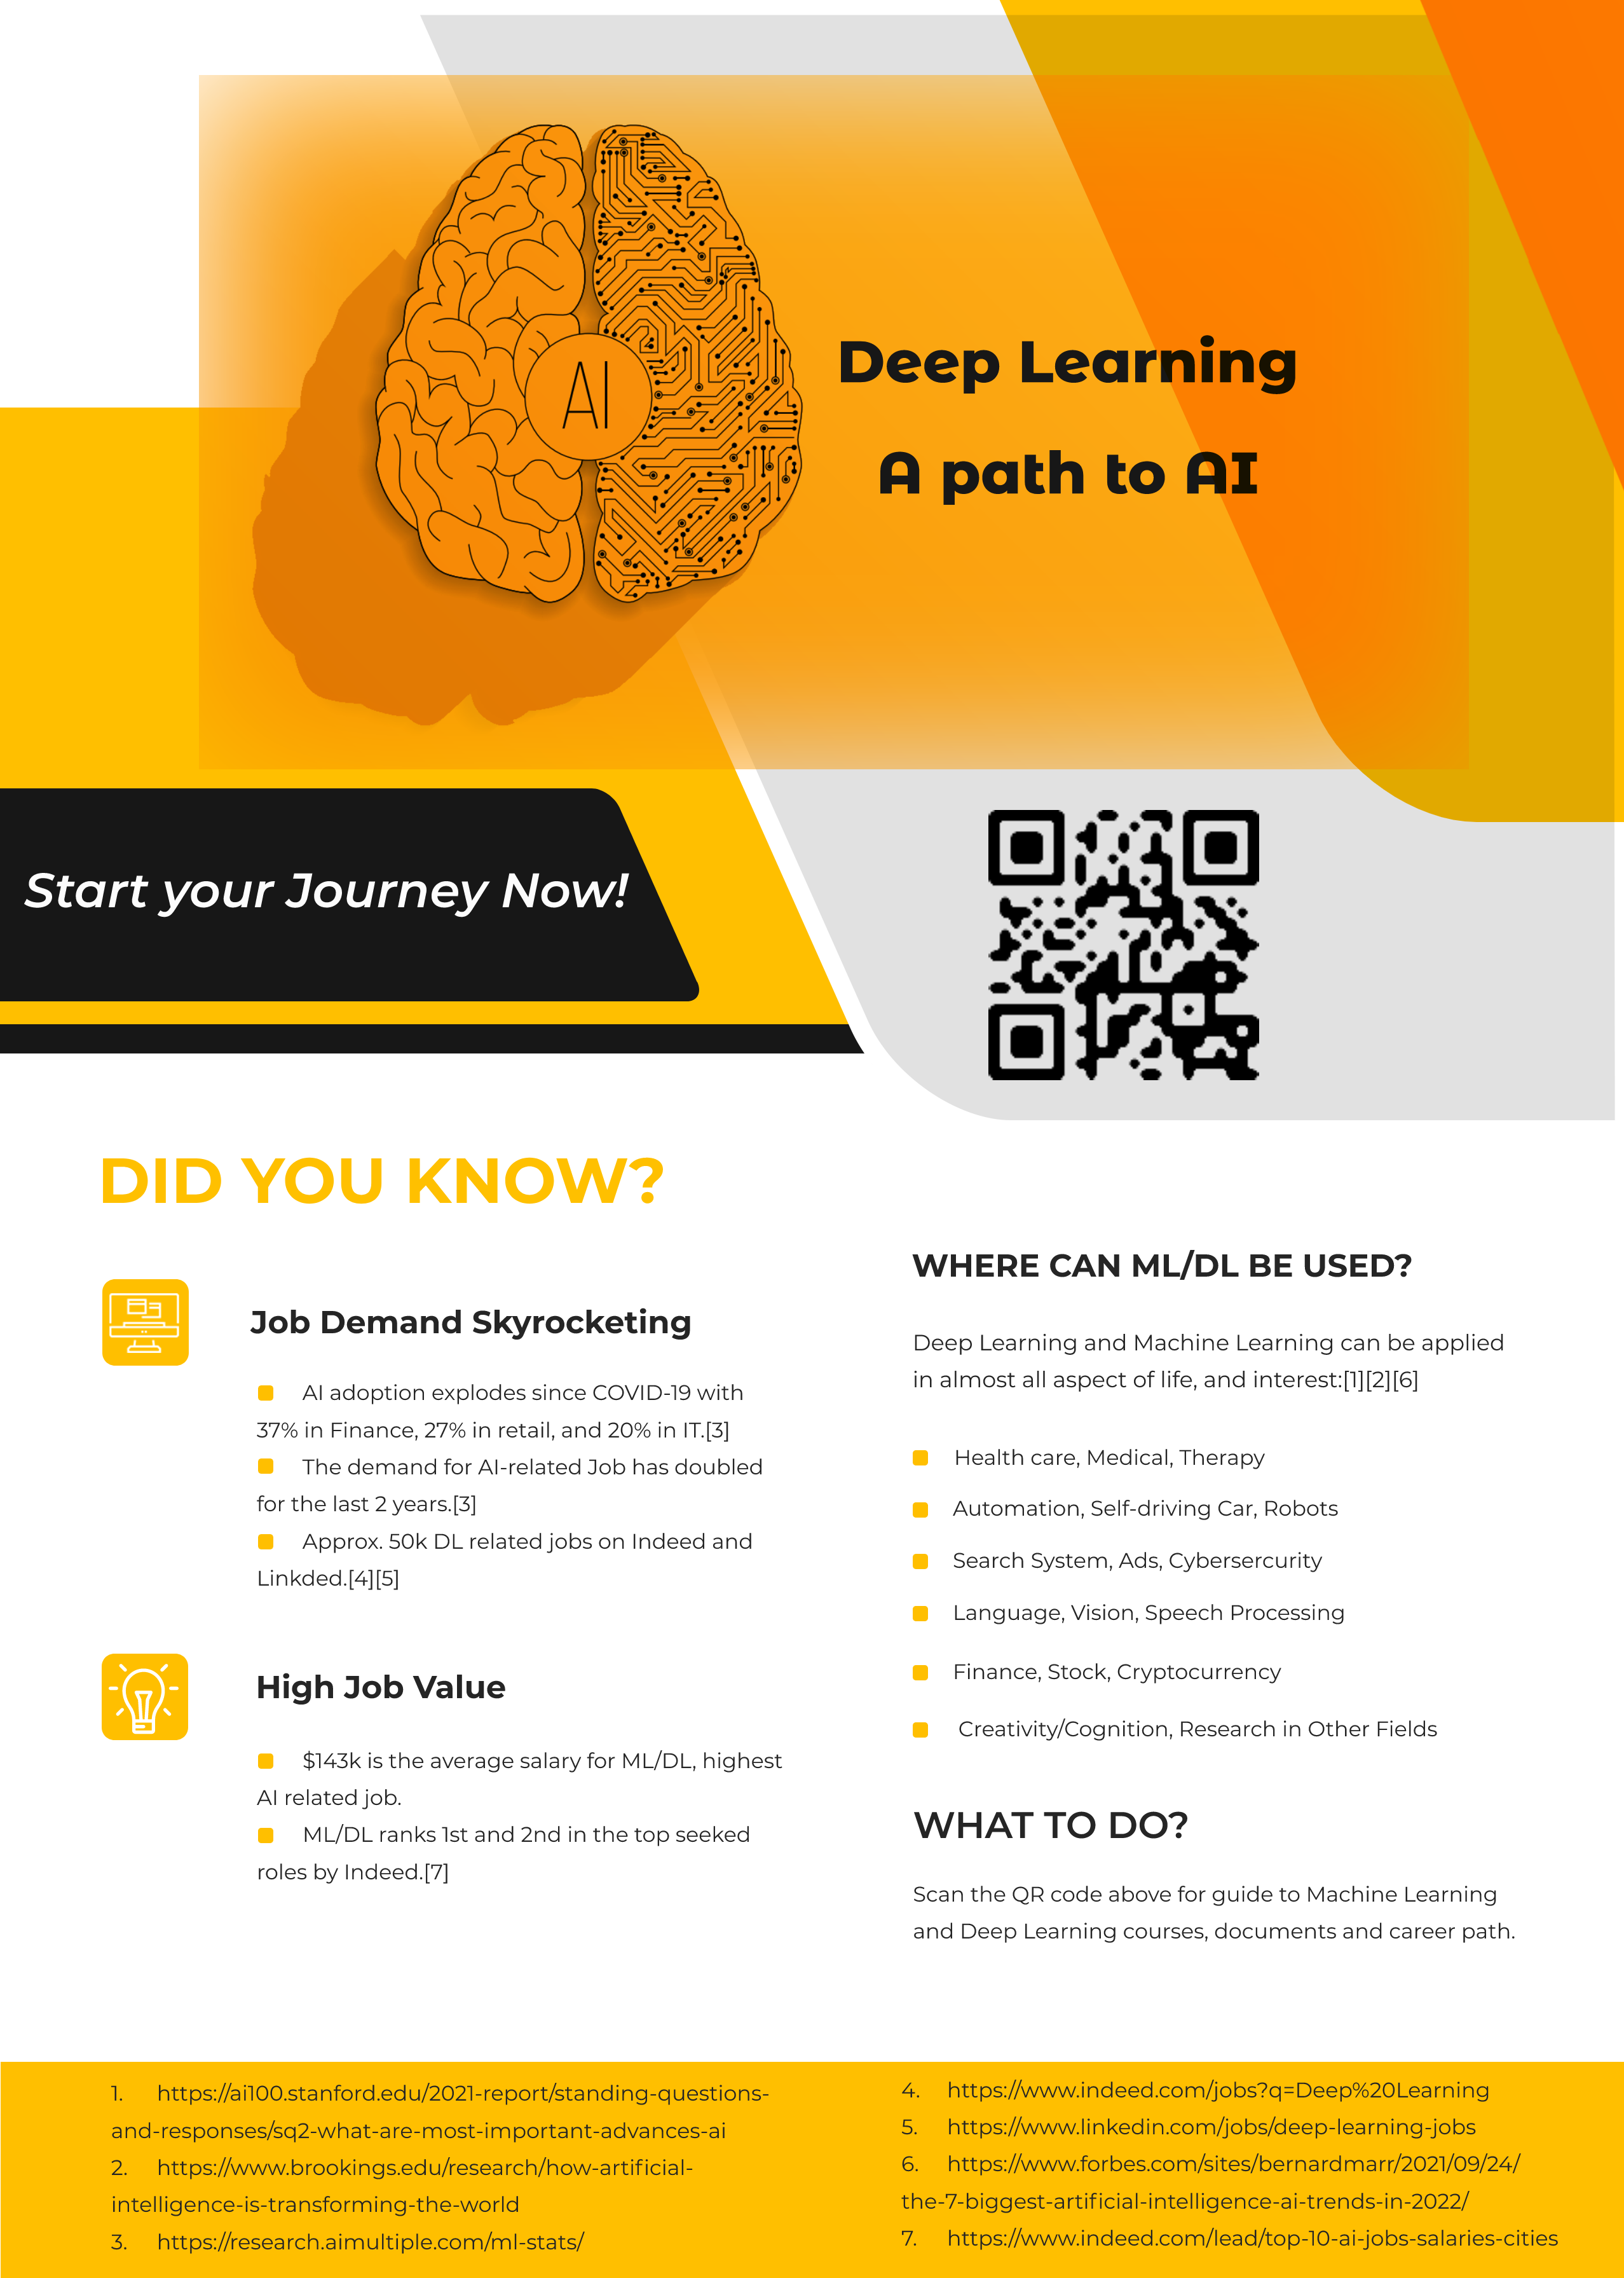 AI
Deep Learning
A path to AI
Start your Journey Now!
DID YOU KNOW?
Job Demand Skyrocketing
AI adoption explodes since COVID-19 with
37% in Finance, 27% in retail, and 20% in IT.[3]
The demand for AI-related Job has doubled
for the last 2 years.[3]
Approx. 50k DL related jobs on Indeed and
Linkded.[4][5]
High Job Value
$143k is the average salary for ML/DL, highest
AI related job.
ML/DL ranks 1st and 2nd in the top seeked
roles by Indeed.[7]
WHERE CAN ML/DL BE USED?
Deep Learning and Machine Learning can be applied
in almost all aspect of life, and interest:[1][2][6]
Health care, Medical, Therapy
Automation, Self-driving Car, Robots
Search System, Ads, Cybersercurity
Language, Vision, Speech Processing
Finance, Stock, Cryptocurrency
Creativity/Cognition, Research in Other Fields
WHAT TO DO?
Scan the QR code above for guide to Machine Learning
and Deep Learning courses, documents and career path.
1. https://ai100.stanford.edu/2021-report/standing-questions-
and-responses/sq2-what-are-most-important-advances-ai
2. https://www.brookings.edu/research/how-artificial-
intelligence-is-transforming-the-world
3. https://research.aimultiple.com/ml-stats/
4. https://www.indeed.com/jobs?q=Deep%20Learning
5. https://www.linkedin.com/jobs/deep-learning-jobs
6. https://www.forbes.com/sites/bernardmarr/2021/09/24/
the-7-biggest-artificial-intelligence-ai-trends-in-2022/
7. https://www.indeed.com/lead/top-10-ai-jobs-salaries-cities